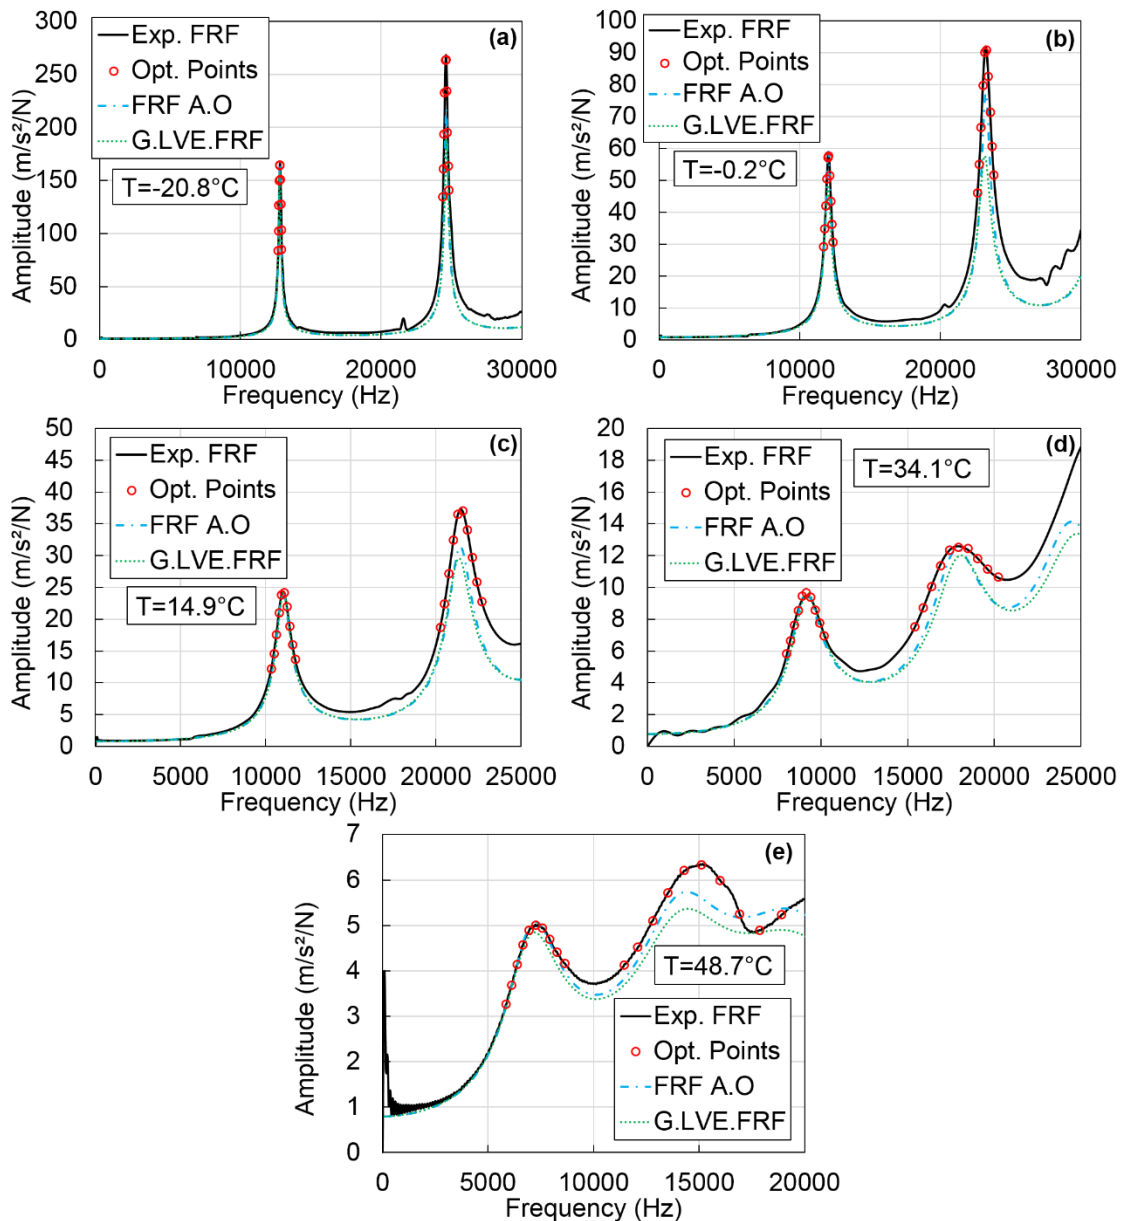 (a)
Exp. FRF
Opt. Points
FRF A.O
G.LVE.FRF
T=-20.8°C
Amplitude (m/s²/N)
300
250
200
150
100
50
0
0 10000 20000 30000
Frequency (Hz)
(b)
Exp. FRF
Opt. Points
FRF A.O
G.LVE.FRF
T=-0.2°C
Amplitude (m/s²/N)
100
90
80
70
60
50
40
30
20
10
0
0 10000 20000 30000
Frequency (Hz)
(c)
Exp. FRF
Opt. Points
FRF A.O
G.LVE.FRF
T=14.9°C
Amplitude (m/s²/N)
50
45
40
35
30
25
20
15
10
5
0
0 5000 10000 15000 20000 25000
Frequency (Hz)
(d)
Exp. FRF
Opt. Points
FRF A.O
G.LVE.FRF
T=34.1°C
Amplitude (m/s²/N)
20
18
16
14
12
10
8
6
4
2
0
0 5000 10000 15000 20000 25000
Frequency (Hz)
(e)
T=48.7°C
Exp. FRF
Opt. Points
FRF A.O
G.LVE.FRF
Amplitude (m/s²/N)
7
6
5
4
3
2
1
0
0 5000 10000 15000 20000
Frequency (Hz)